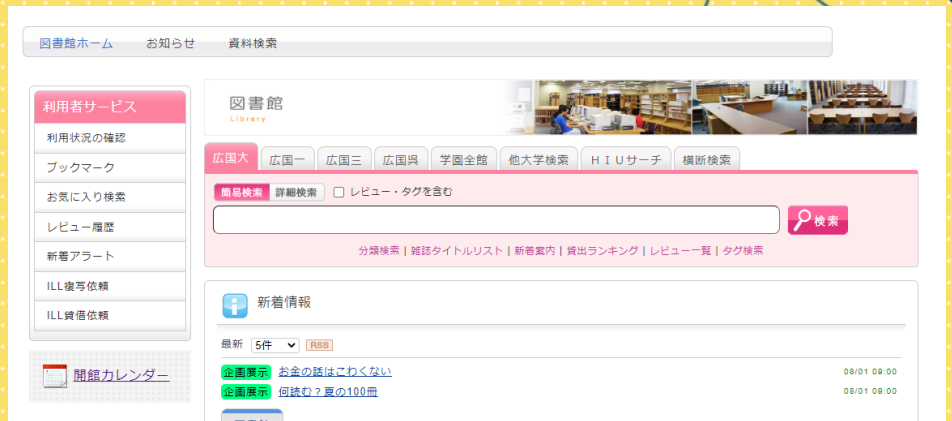 図書館ホーム お知らせ 資料検索
利用者サービス
利用状況の確認
ブックマーク
お気に入り検索
レビュー履歴
新着アラート
ILL複写依頼
ILL貸借依頼
開館カレンダー
図書館
Library
広国大 広国一 広国三 広国呉 学園全館 他大学検索 HIUサーチ 横断検索
簡易検索 詳細検索 レビュー・タグを含む
検索
分類検索 | 雑誌タイトルリスト | 新着案内 | 貸出ランキング | レビュー一覧 | タグ検索
新着情報
最新 5件 RSS
企画展示 お金の話はこわくない 08/01 09:00
企画展示 何読む？夏の100冊 08/01 09:00